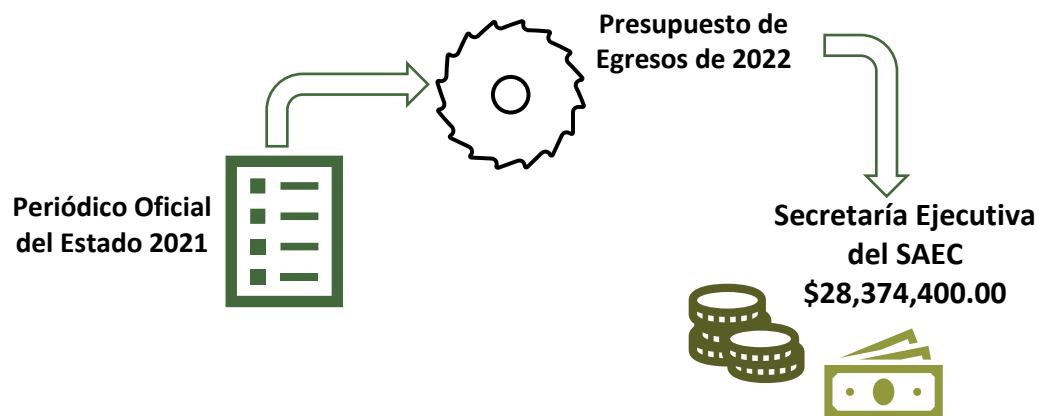 Presupuesto de
Egresos de 2022
Periódico Oficial
del Estado 2021
Secretaría Ejecutiva
del SAEC
$28,374,400.00